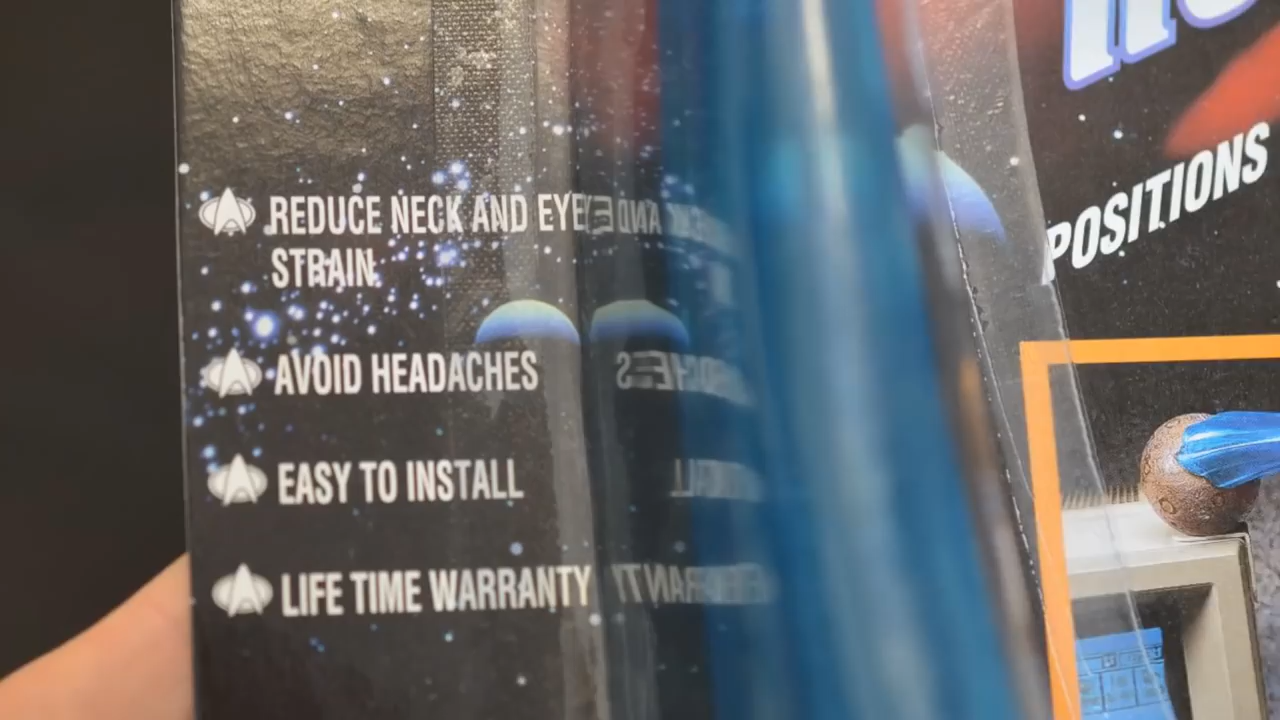 REDUCE NECK AND EYE
STRAIN
AVOID HEADACHES
EASY TO INSTALL
LIFE TIME WARRANTY
POSITIONS